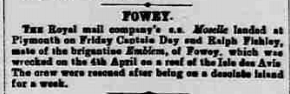 FOWEY.
THE Royal mail company's s.s. Moselle landed at
Plymouth on Friday Captain Day and Ralph Fishley,
mate of the brigantine Emblem, of Fowey, which was
wrecked on the 4th April on a reef of the Isle des Avis
The crew were rescued after being on a desolate island
for a week.